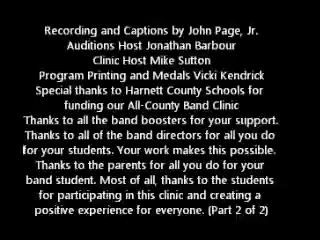 Recording and Captions by John Page, Jr.
Auditions Host Jonathan Barbour
Clinic Host Mike Sutton
Program Printing and Medals Vicki Kendrick
Special thanks to Harnett County Schools for
funding our All-County Band Clinic
Thanks to all the band boosters for your support.
Thanks to all of the band directors for all you do
for your students. Your work makes this possible.
Thanks to the parents for all you do for your
band student. Most of all, thanks to the students
for participating in this clinic and creating a
positive experience for everyone. (Part 2 of 2)